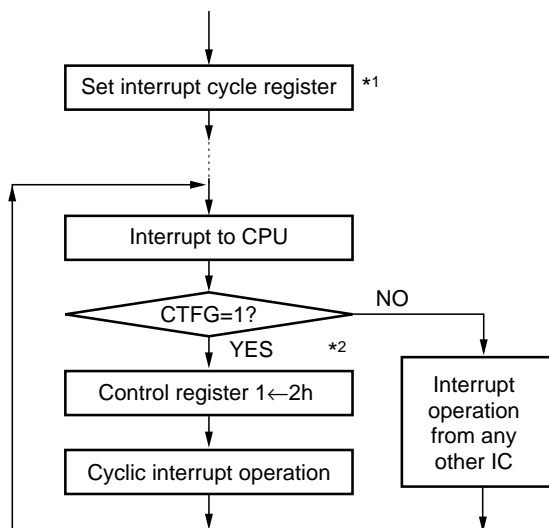 Set interrupt cycle register *1
Interrupt to CPU
CTFG=1?
NO
YES *2
Control register 1←2h
Interrupt
operation
from any
other IC
Cyclic interrupt operation